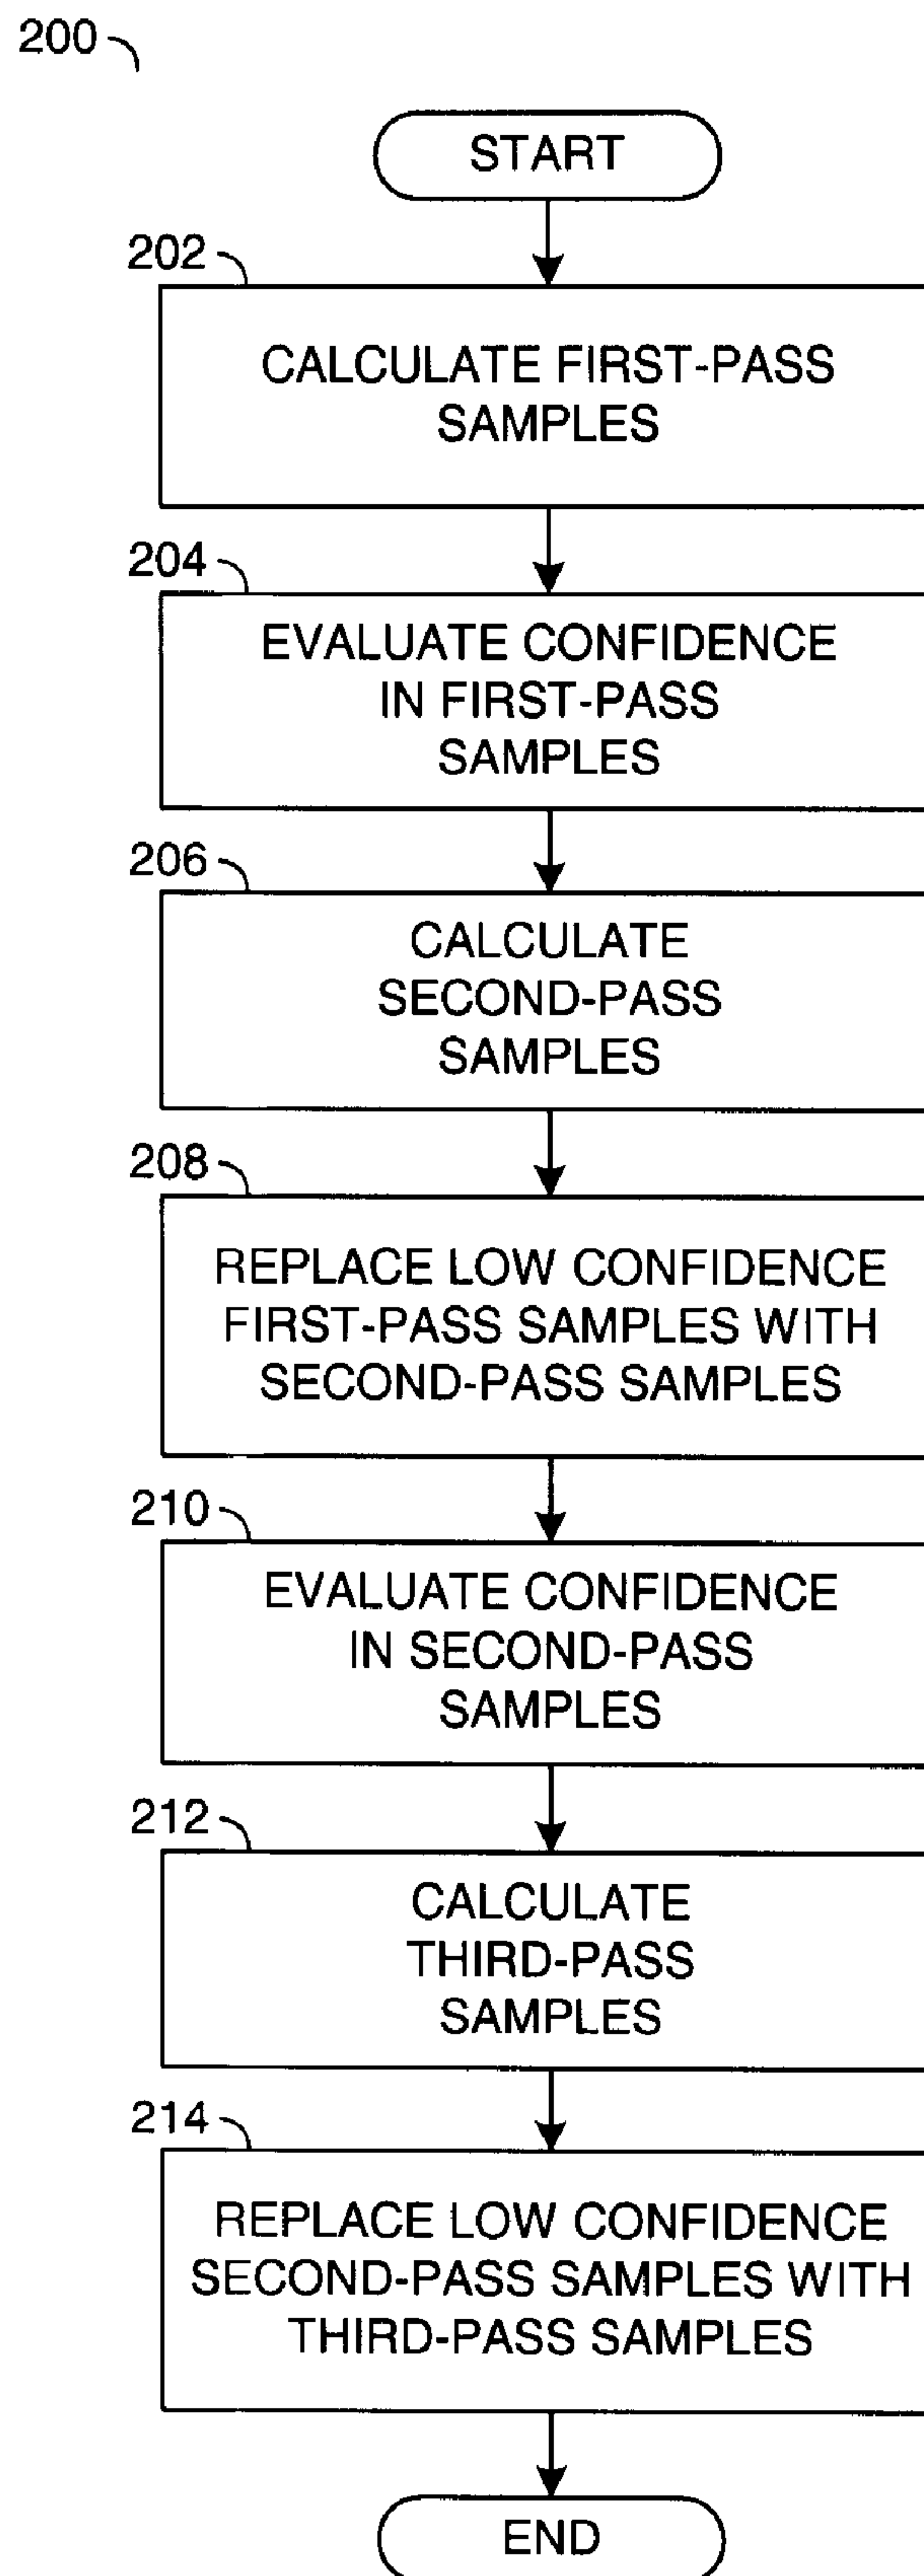 200
START
202
CALCULATE FIRST-PASS
SAMPLES
204
EVALUATE CONFIDENCE
IN FIRST-PASS
SAMPLES
206
CALCULATE
SECOND-PASS
SAMPLES
208
REPLACE LOW CONFIDENCE
FIRST-PASS SAMPLES WITH
SECOND-PASS SAMPLES
210
EVALUATE CONFIDENCE
IN SECOND-PASS
SAMPLES
212
CALCULATE
THIRD-PASS
SAMPLES
214
REPLACE LOW CONFIDENCE
SECOND-PASS SAMPLES WITH
THIRD-PASS SAMPLES
END